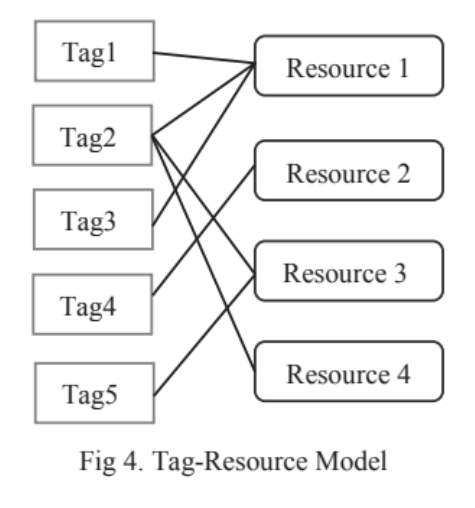 Tag1
Resource 1
Tag2
Resource 2
Tag3
Resource 3
Tag4
Resource 4
Tag5
Fig 4. Tag-Resource Model